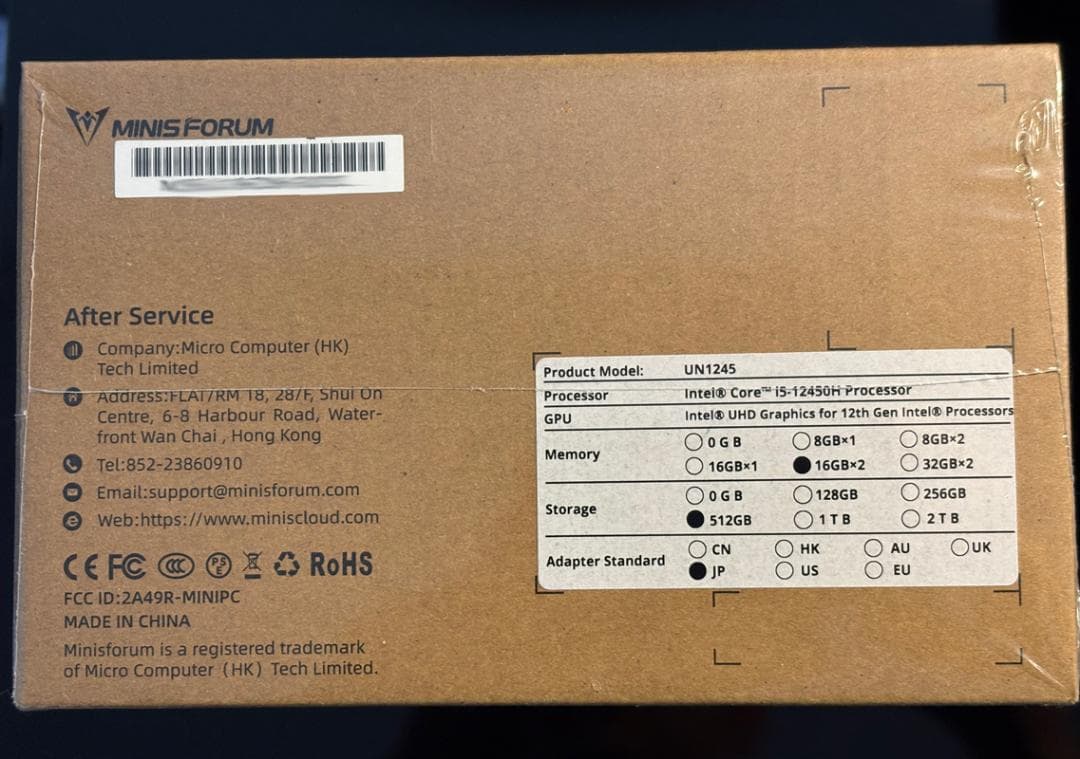 MINISFORUM
After Service
Company:Micro Computer (HK)
Tech Limited
Address:FLAT/RM 18, 28/F, Shui On
Centre, 6-8 Harbour Road, Water-
front Wan Chai , Hong Kong
Tel:852-23860910
Email:support@minisforum.com
Web:https://www.miniscloud.com
CE FC CCC PSE RoHS
FCC ID:2A49R-MINIPC
MADE IN CHINA
Minisforum is a registered trademark
of Micro Computer (HK) Tech Limited.
Product Model: UN1245
Processor Intel® Core™ i5-12450H Processor
GPU Intel® UHD Graphics for 12th Gen Intel® Processors
Memory
0 G B 8GB×1 8GB×2
16GB×1 16GB×2 32GB×2
Storage
0 G B 128GB 256GB
512GB 1 T B 2 T B
Adapter Standard
CN HK AU UK
JP US EU